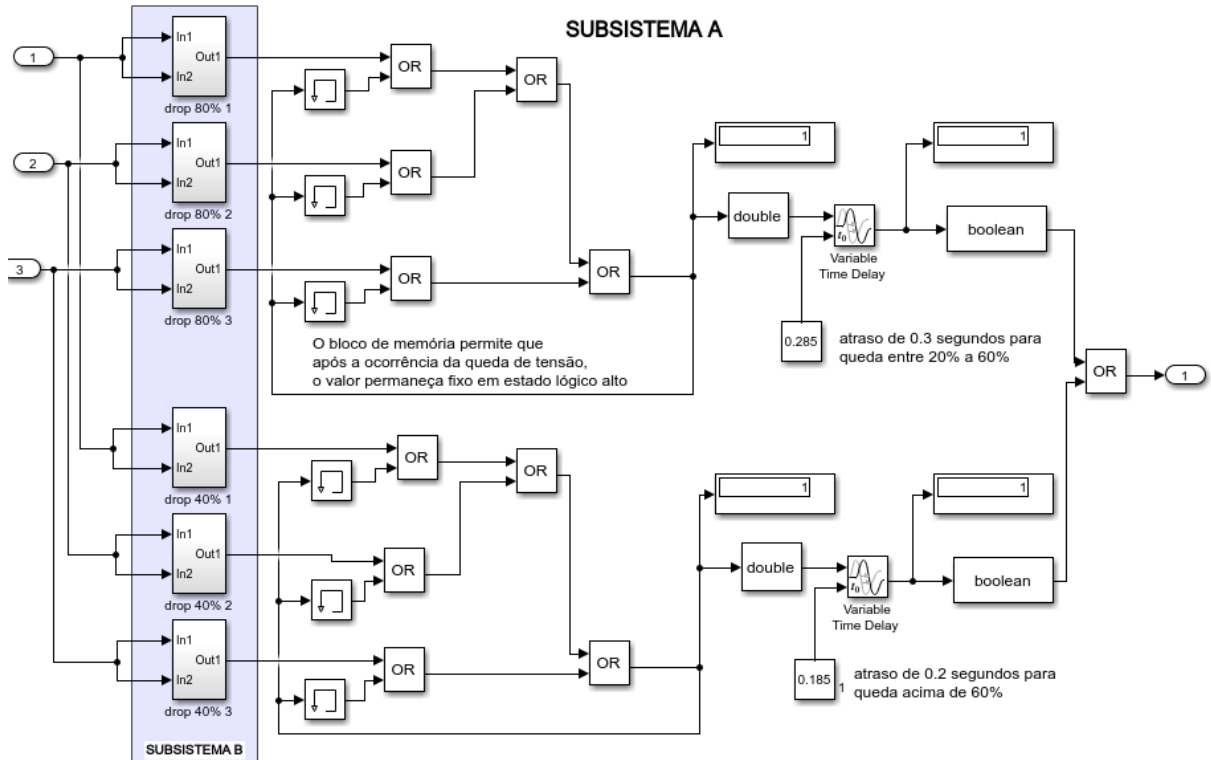 SUBSISTEMA A
1
In1
Out1
In2
drop 80% 1
OR
OR
2
In1
Out1
In2
drop 80% 2
OR
3
In1
Out1
In2
drop 80% 3
OR
OR
1
1
double
t0
Variable
Time Delay
boolean
0.285
atraso de 0.3 segundos para
queda entre 20% a 60%
O bloco de memória permite que
após a ocorrência da queda de tensão,
o valor permaneça fixo em estado lógico alto
OR
1
In1
Out1
In2
drop 40% 1
OR
OR
In1
Out1
In2
drop 40% 2
OR
In1
Out1
In2
drop 40% 3
OR
OR
1
1
double
t0
Variable
Time Delay
boolean
0.185
1
atraso de 0.2 segundos para
queda acima de 60%
SUBSISTEMA B